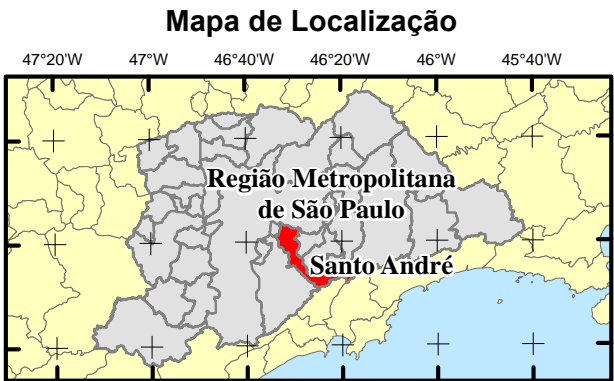 Mapa de Localização
47°20'W 47°W 46°40'W 46°20'W 46°W 45°40'W
Região Metropolitana
de São Paulo
Santo André